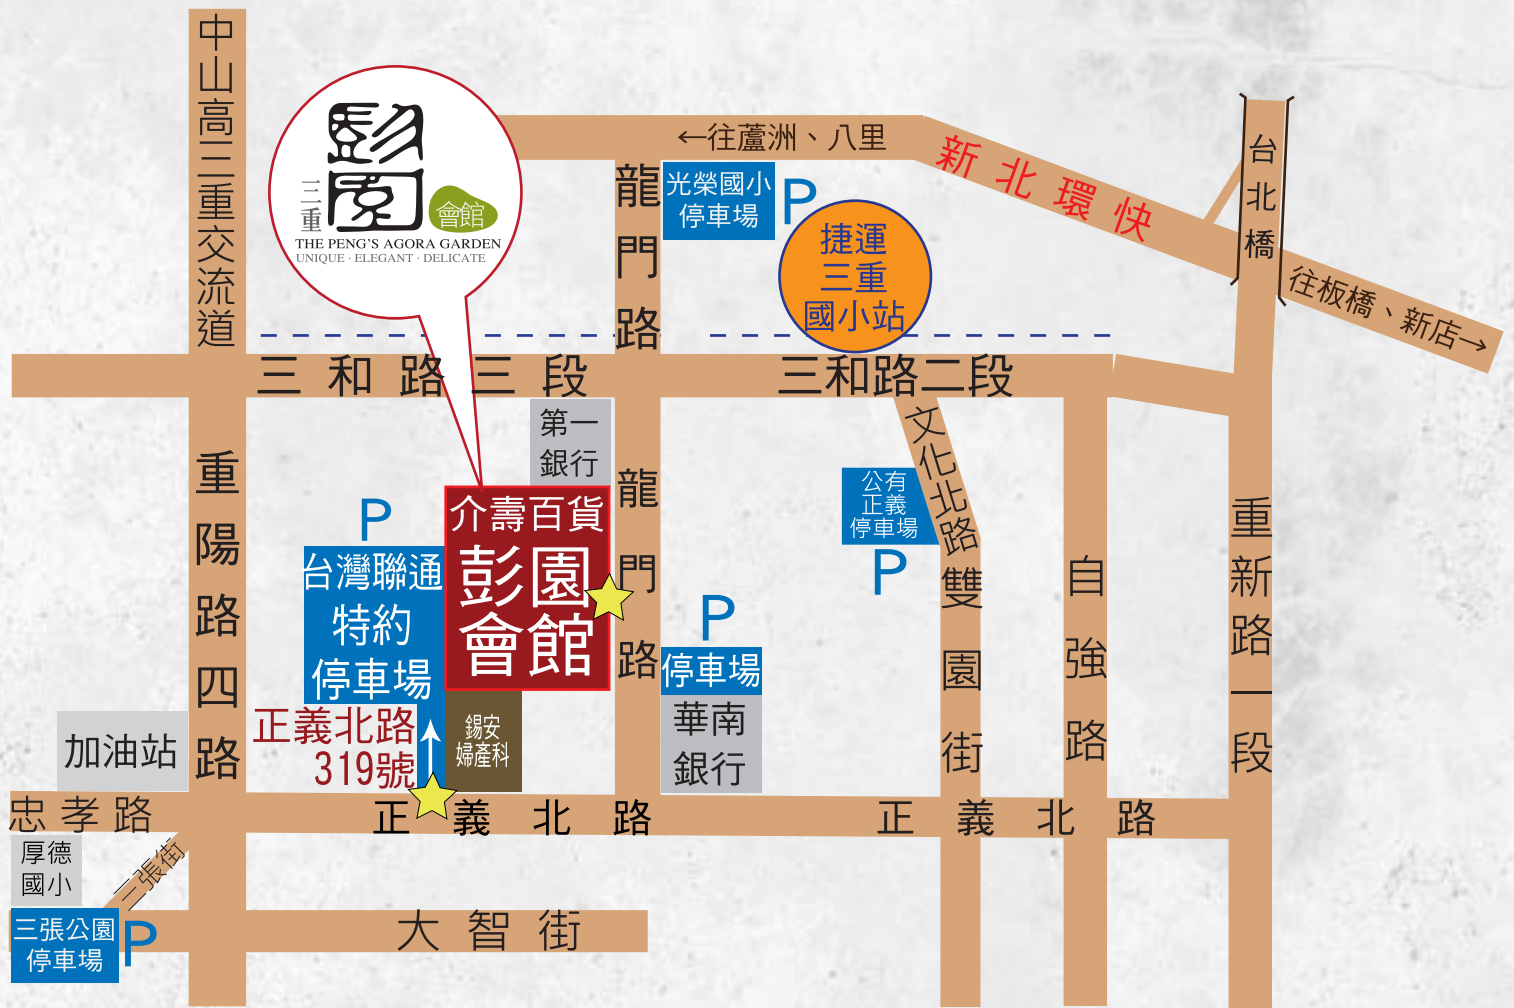 中山高三重交流道
彭園
三重
會館
THE PENG'S AGORA GARDEN
UNIQUE · ELEGANT · DELICATE
←往蘆洲、八里
新北環快
台北橋
往板橋、新店→
龍門路
光榮國小
停車場
P
捷運
三重
國小站
三和路三段
三和路二段
第一
銀行
文化北路
重陽路四路
P
台灣聯通
特約
停車場
介壽百貨
彭園
會館
龍門路
公有
正義
停車場
P
P
停車場
華南
銀行
雙園街
自強路
重新路一段
正義北路
319號
錫安
婦產科
加油站
忠孝路
正義北路
正義北路
厚德
國小
二張街
三張公園
停車場
P
大智街